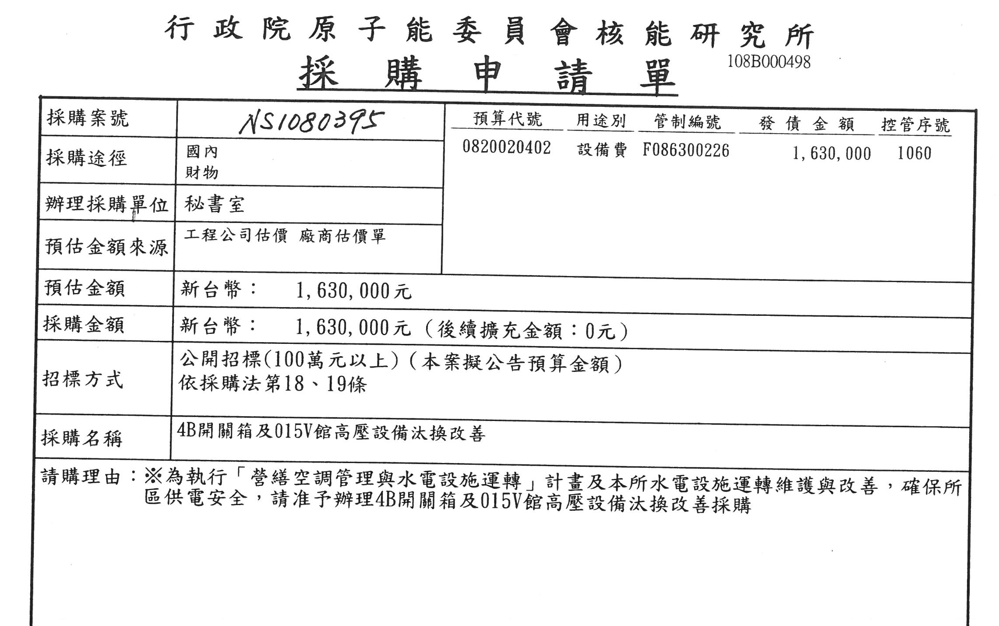 行政院原子能委員會核能研究所
採購申請單
108B000498
採購案號 NS1080395
預算代號 用途別 管制編號 發債金額 控管序號
0820020402 設備費 F086300226 1,630,000 1060
採購途徑
國內
財物
辦理採購單位 秘書室
預估金額來源 工程公司估價 廠商估價單
預估金額 新台幣： 1,630,000元
採購金額 新台幣： 1,630,000元（後續擴充金額：0元）
招標方式
公開招標(100萬元以上)（本案擬公告預算金額）
依採購法第18、19條
採購名稱 4B開關箱及015V館高壓設備汰換改善
請購理由：※為執行「營繕空調管理與水電設施運轉」計畫及本所水電設施運轉維護與改善，確保所
區供電安全，請准予辦理4B開關箱及015V館高壓設備汰換改善採購